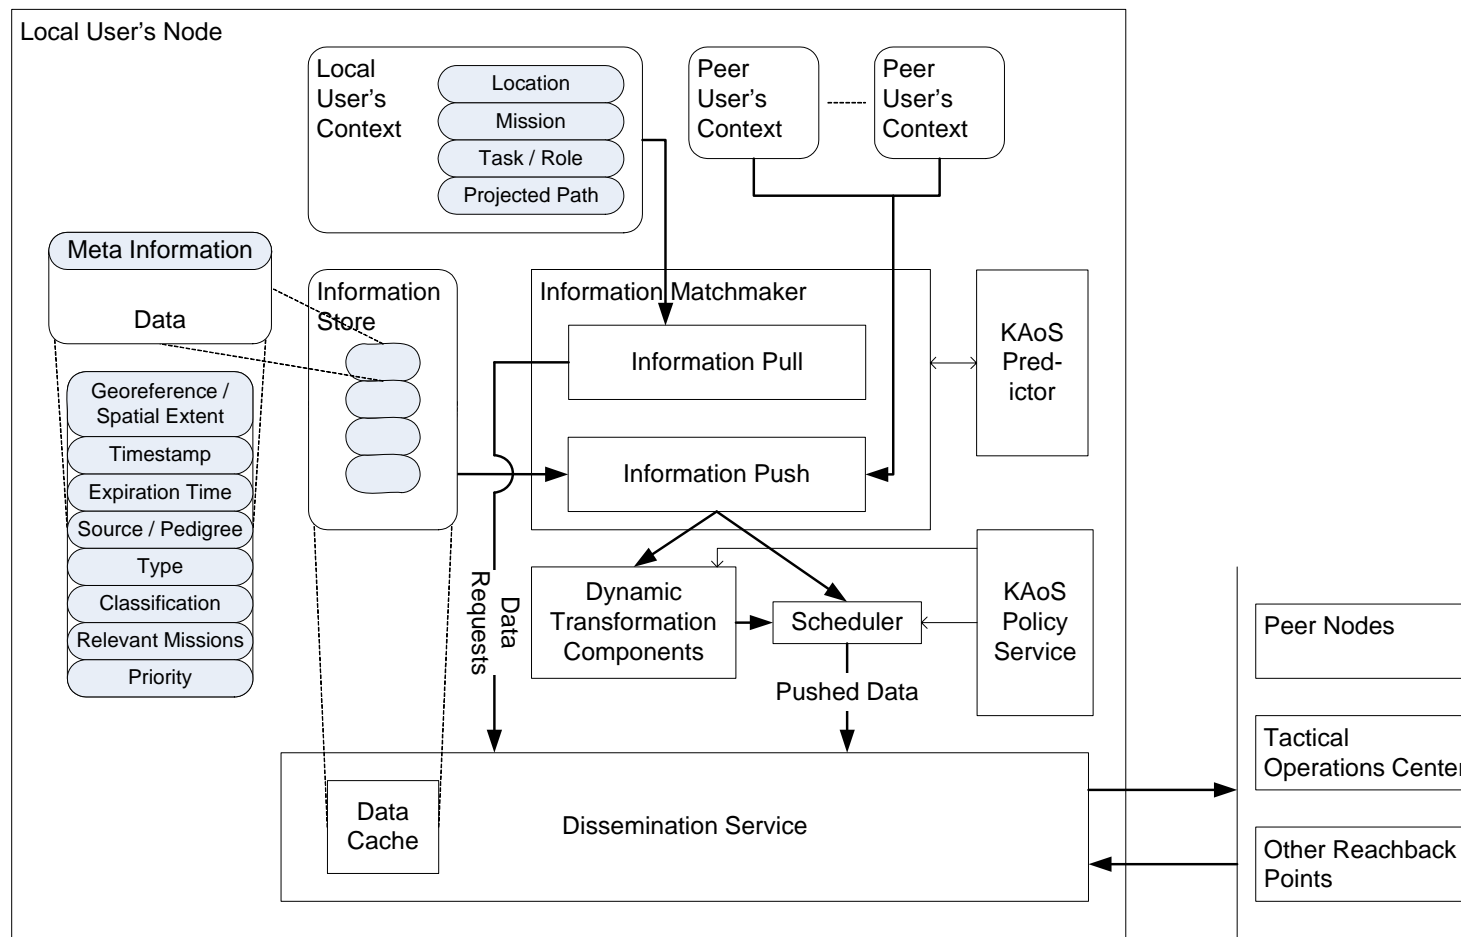 Local User's Node
Local
User's
Context
Location
Mission
Task / Role
Projected Path
Peer
User's
Context
Peer
User's
Context
Meta Information
Data
Information
Store
Information Matchmaker
Information Pull
Information Push
KAoS
Pred-
ictor
Georeference /
Spatial Extent
Timestamp
Expiration Time
Source / Pedigree
Type
Classification
Relevant Missions
Priority
Data
Requests
Dynamic
Transformation
Components
Scheduler
KAoS
Policy
Service
Pushed Data
Data
Cache
Dissemination Service
Peer Nodes
Tactical
Operations Center
Other Reachback
Points